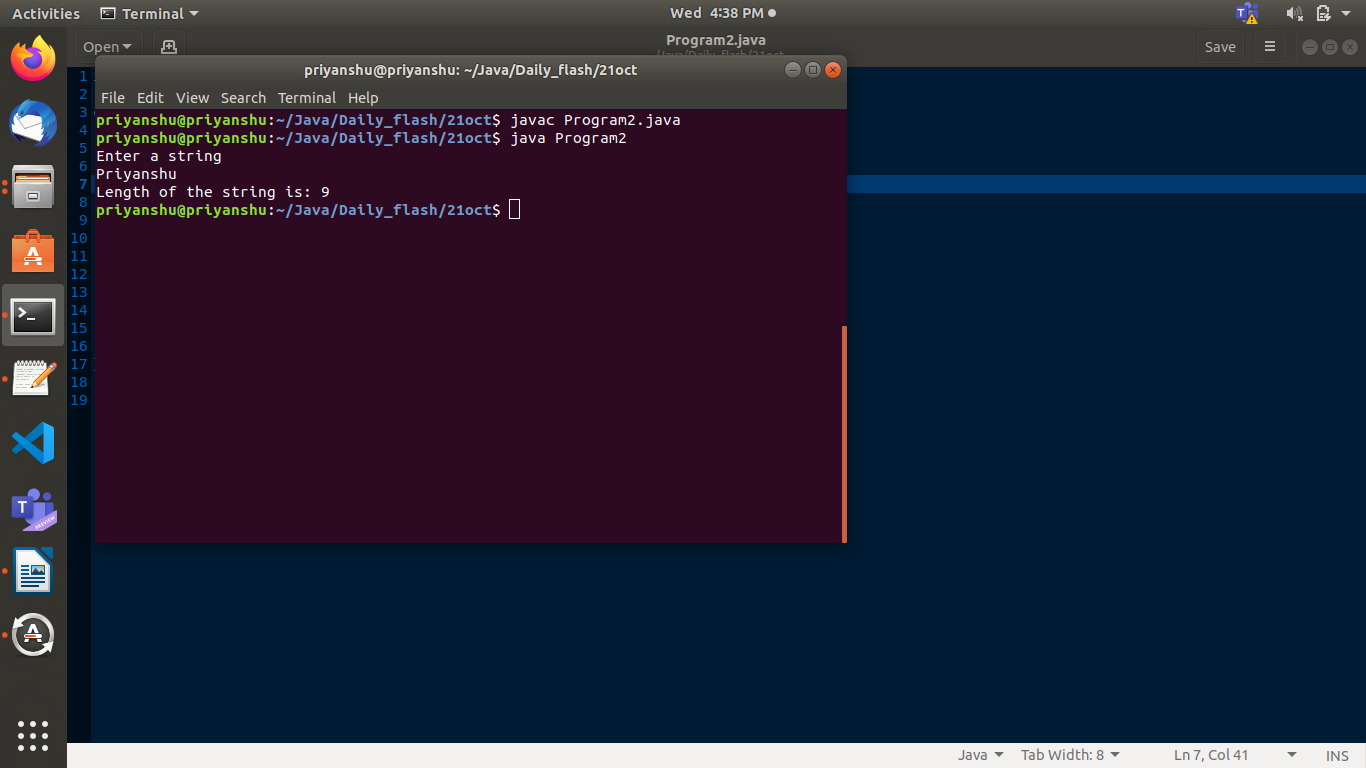 Activities Terminal Wed 4:38 PM
Open Program2.java Save
priyanshu@priyanshu: ~/Java/Daily_flash/21oct
File Edit View Search Terminal Help
priyanshu@priyanshu:~/Java/Daily_flash/21oct$ javac Program2.java
priyanshu@priyanshu:~/Java/Daily_flash/21oct$ java Program2
Enter a string
Priyanshu
Length of the string is: 9
priyanshu@priyanshu:~/Java/Daily_flash/21oct$
1
2
3
4
5
6
7
8
9
10
11
12
13
14
15
16
17
18
19
Java Tab Width: 8 Ln 7, Col 41 INS